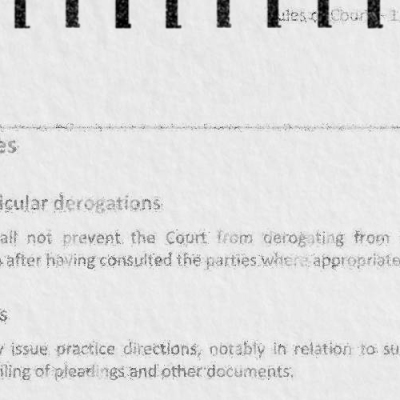 Rules of Court - 1
es
icular derogations
all not prevent the Court from derogating from
after having consulted the parties where appropriate
s
y issue practice directions, notably in relation to su
iling of pleadings and other documents.